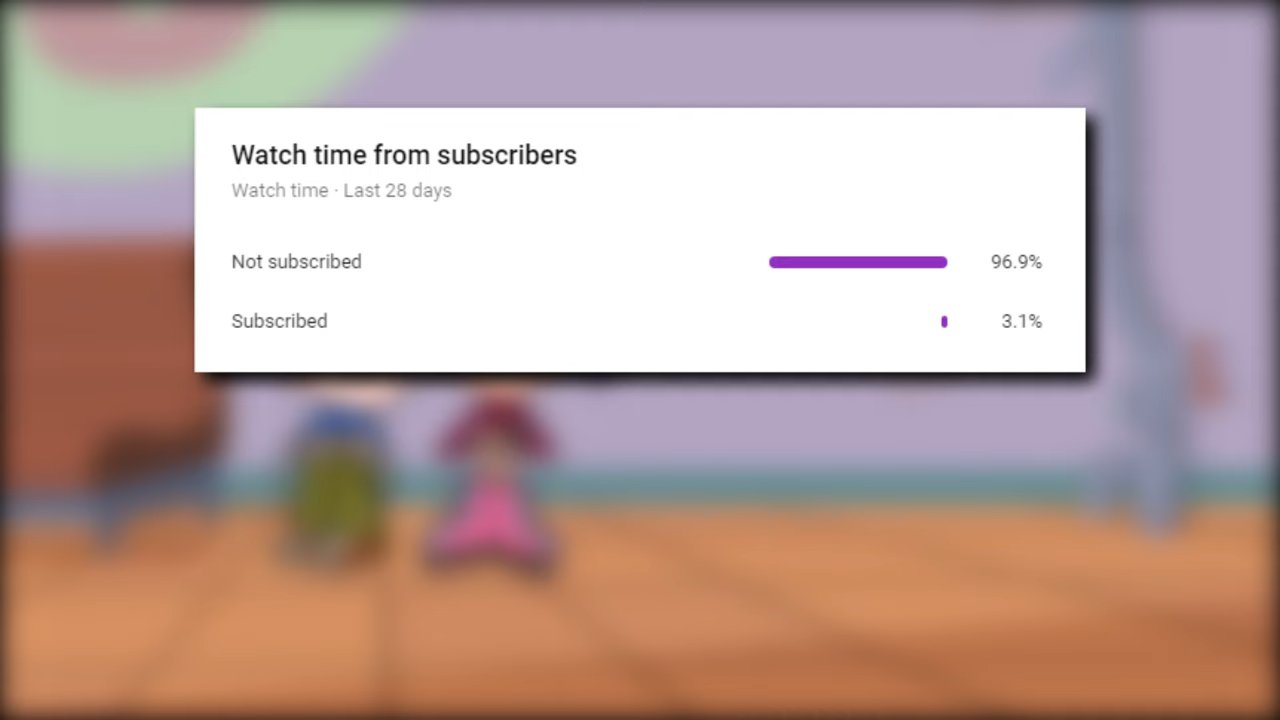 Watch time from subscribers
Watch time · Last 28 days
Not subscribed 96.9%
Subscribed 3.1%